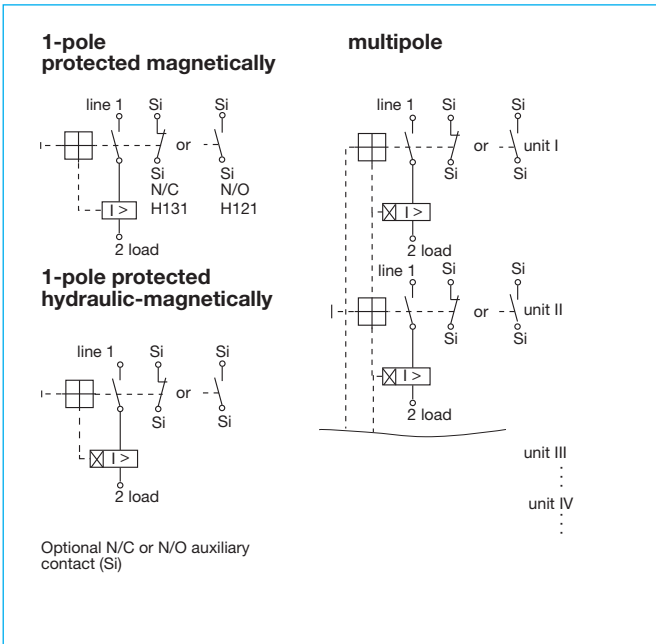 1-pole
protected magnetically
line 1 Si Si
or
Si Si
N/C N/O
I > H131 H121
2 load
1-pole protected
hydraulic-magnetically
line 1 Si Si
or
Si Si
I >
2 load
Optional N/C or N/O auxiliary
contact (Si)
multipole
line 1 Si Si
or unit I
Si Si
I >
2 load
line 1 Si Si
or unit II
Si Si
I >
2 load
unit III
unit IV